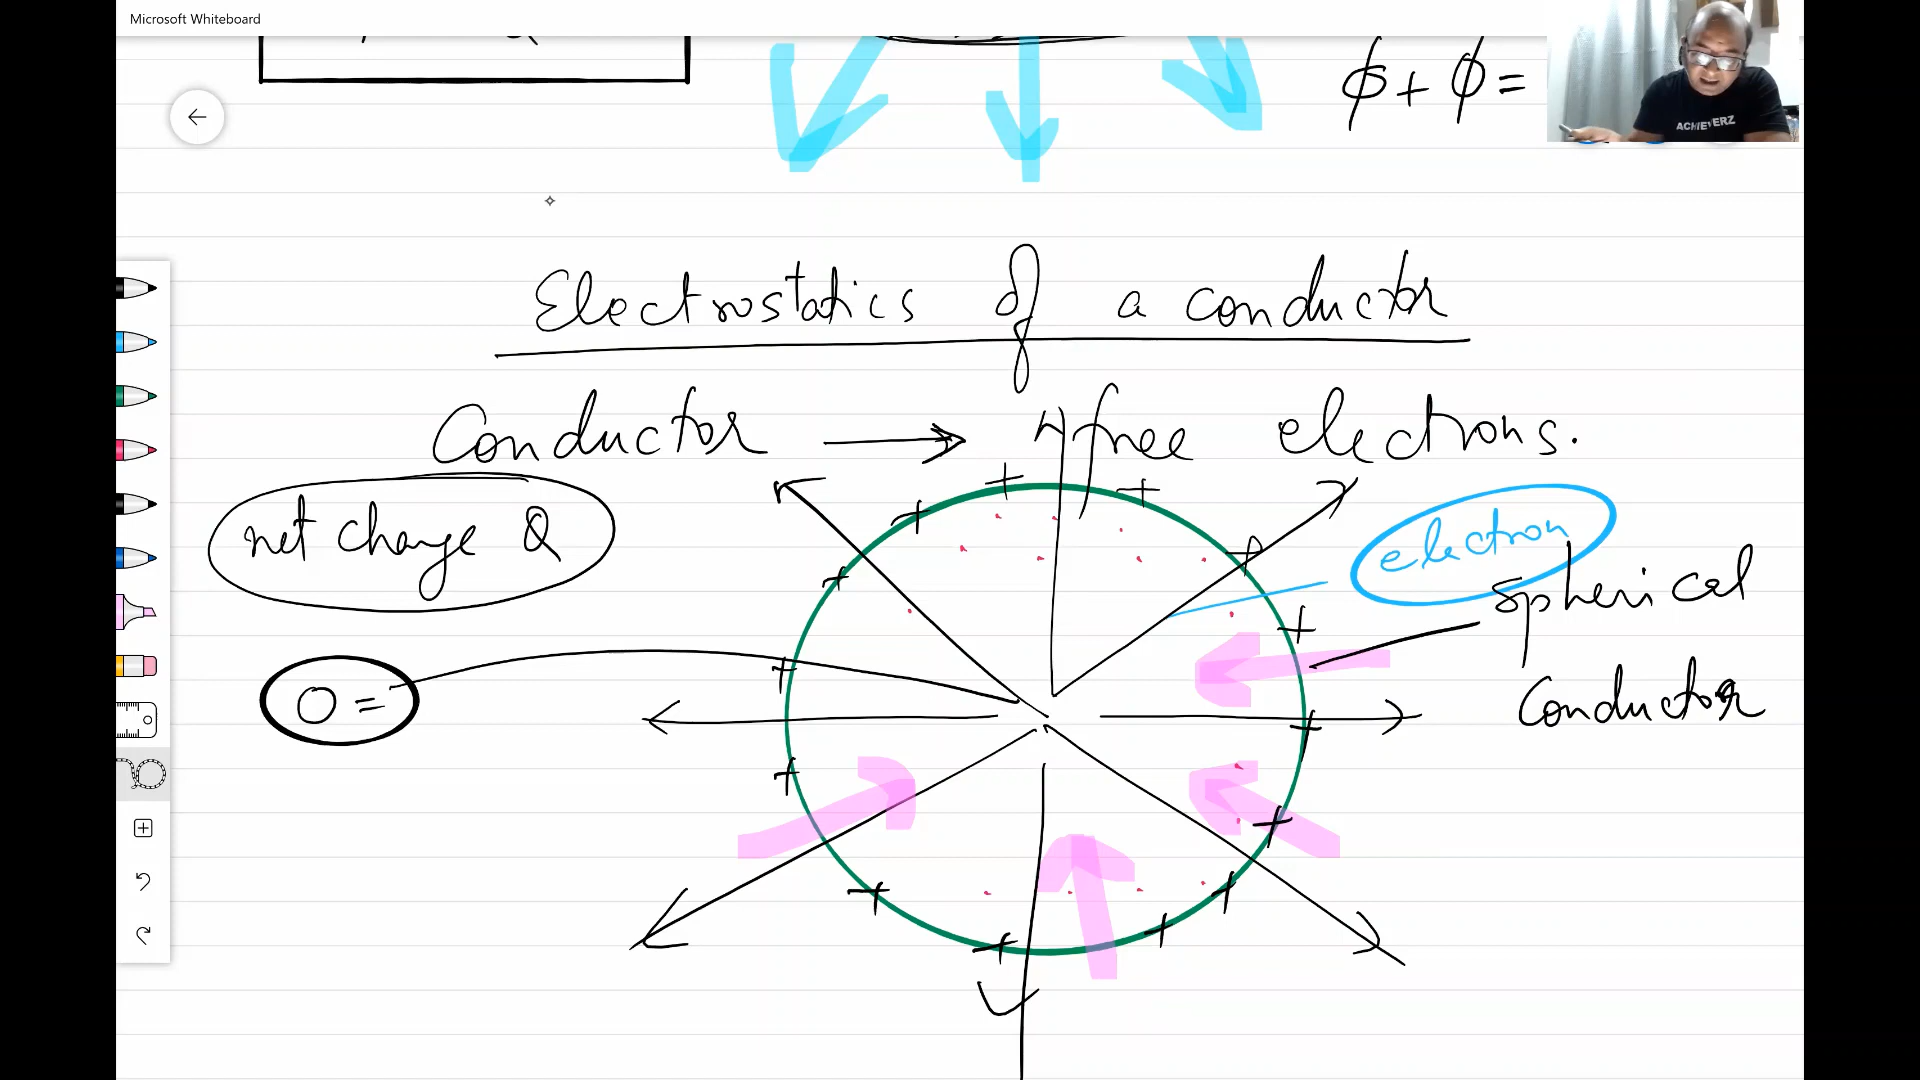 Microsoft Whiteboard
ϕ + ϕ =
ACHIEVERZ
Electrostatics of a conductor
Conductor → free electrons.
net charge Q
electron
spherical
Conductor
0 =